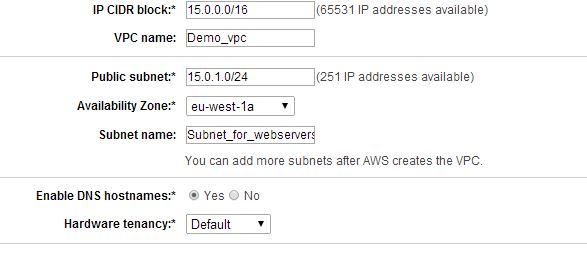 IP CIDR block:* 15.0.0.0/16 (65531 IP addresses available)
VPC name: Demo_vpc
Public subnet:* 15.0.1.0/24 (251 IP addresses available)
Availability Zone:* eu-west-1a
Subnet name: Subnet_for_webservers
You can add more subnets after AWS creates the VPC.
Enable DNS hostnames:* Yes No
Hardware tenancy:* Default